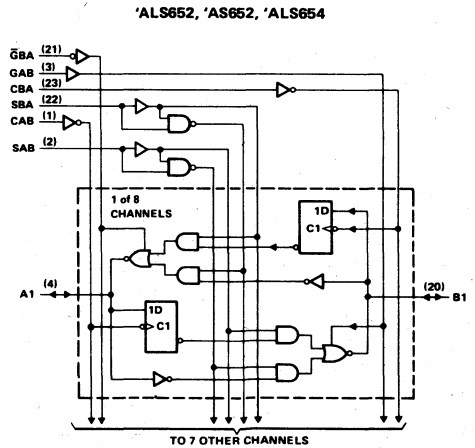 'ALS652, 'AS652, 'ALS654
G̅BA (21)
GAB (3)
CBA (23)
SBA (22)
CAB (1)
SAB (2)
1 of 8
CHANNELS
1D
C1
A1 (4)
(20) B1
1D
C1
TO 7 OTHER CHANNELS